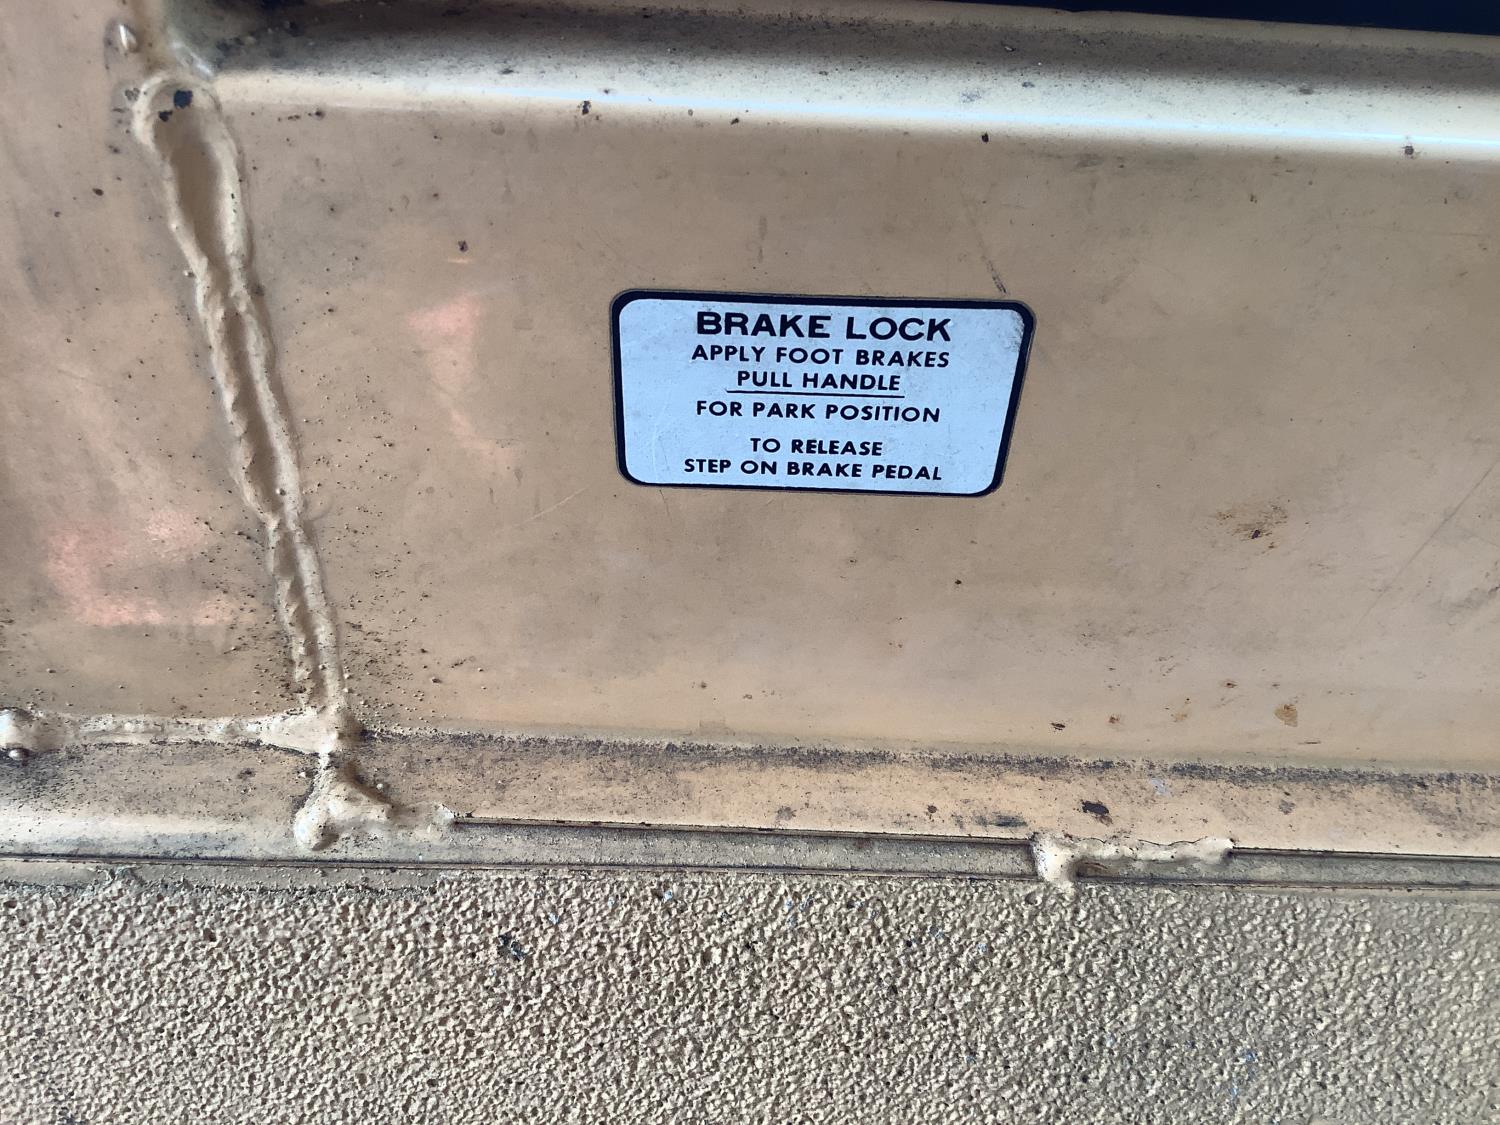 BRAKE LOCK
APPLY FOOT BRAKES
PULL HANDLE
FOR PARK POSITION
TO RELEASE
STEP ON BRAKE PEDAL